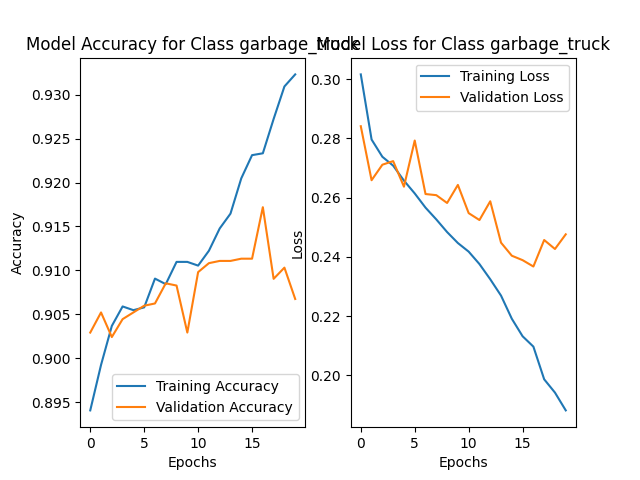 Model Accuracy for Class garbage_truck
Model Loss for Class garbage_truck
0.930
0.925
0.920
0.915
0.910
0.905
0.900
0.895
Accuracy
Training Accuracy
Validation Accuracy
0
5
10
15
Epochs
0.30
0.28
0.26
0.24
0.22
0.20
Loss
Training Loss
Validation Loss
0
5
10
15
Epochs